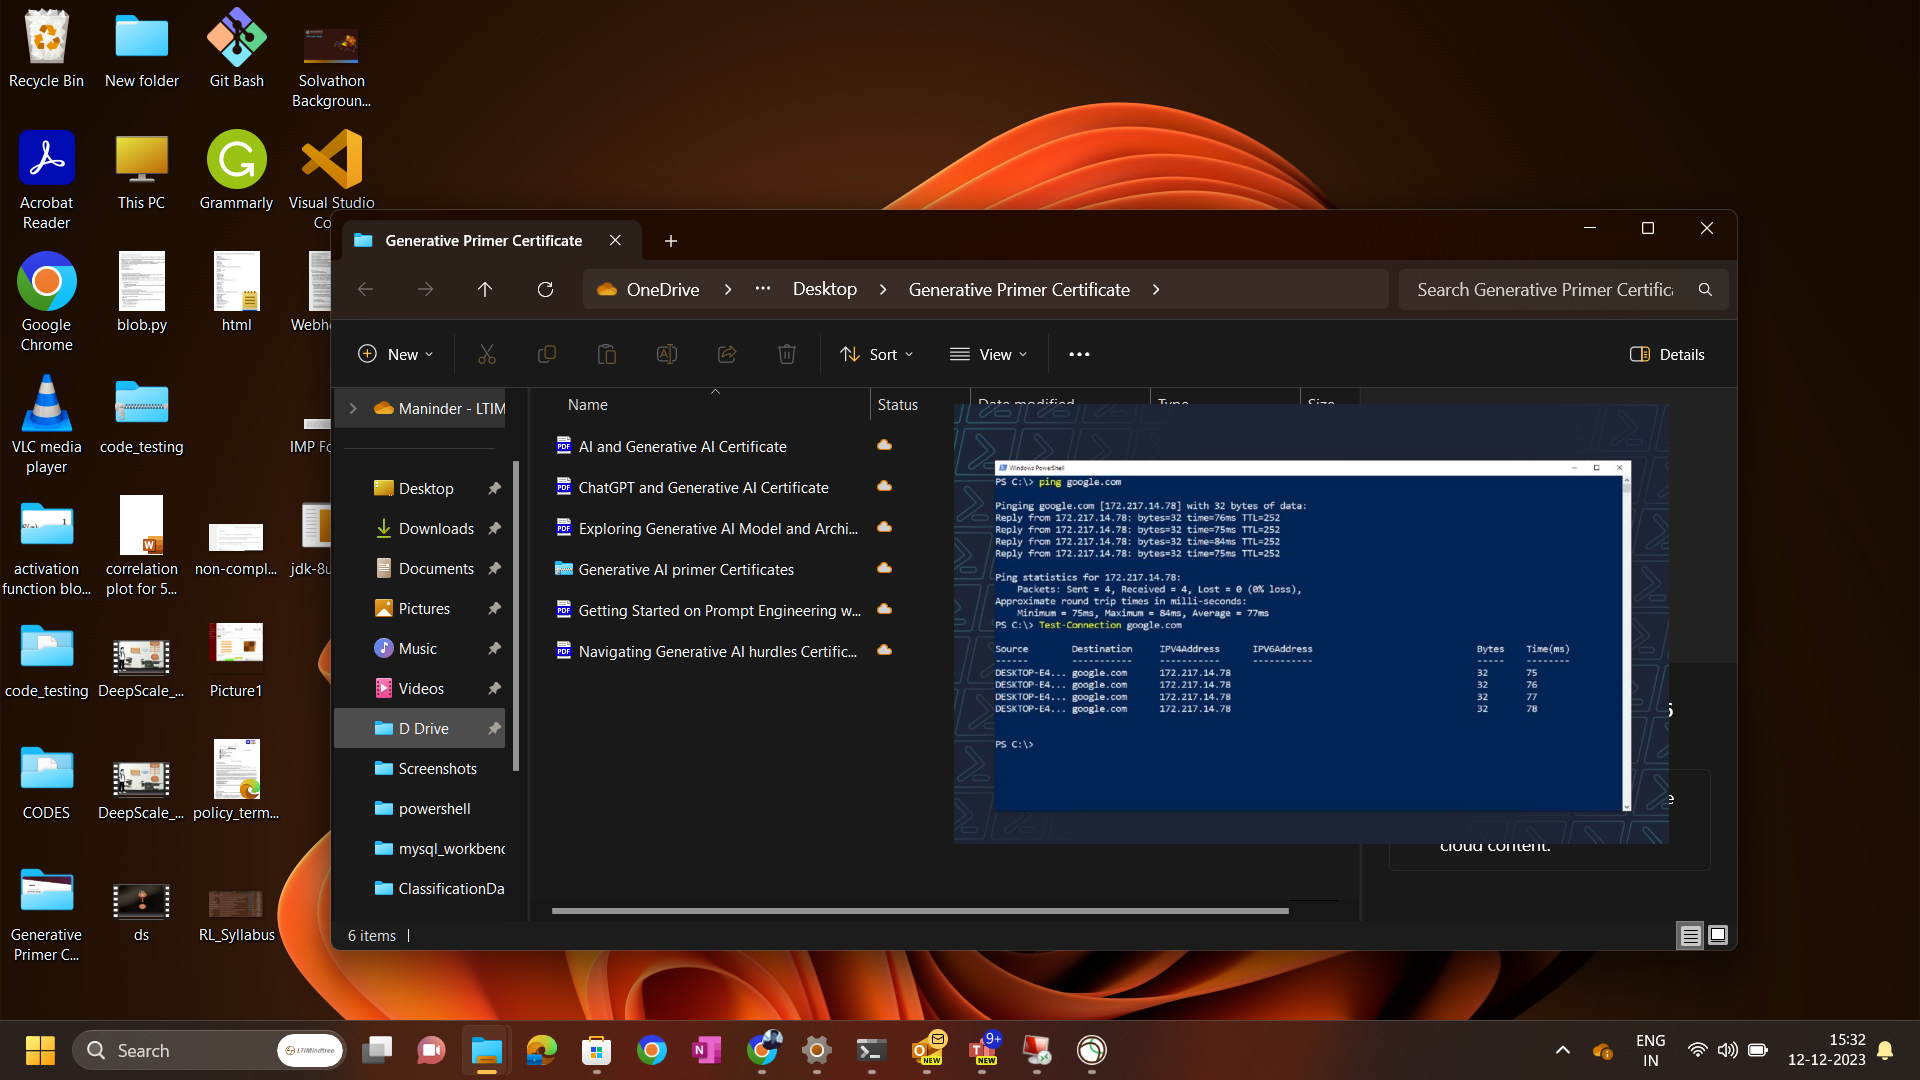 Recycle Bin
New folder
Git Bash
Solvathon
Backgroun...
Acrobat
Reader
This PC
Grammarly
Visual Studio
Co
Google
Chrome
blob.py
html
Webh
VLC media
player
code_testing
IMP Fo
activation
function blo...
correlation
plot for 5...
non-compl...
jdk-8u
code_testing
DeepScale_...
Picture1
CODES
DeepScale_...
policy_term...
Generative
Primer C...
ds
RL_Syllabus
Generative Primer Certificate
OneDrive
Desktop
Generative Primer Certificate
Search Generative Primer Certific
New
Sort
View
Details
Maninder - LTIM
Desktop
Downloads
Documents
Pictures
Music
Videos
D Drive
Screenshots
powershell
mysql_workben
ClassificationDa
Name
Status
Date modified
Type
Size
AI and Generative AI Certificate
ChatGPT and Generative AI Certificate
Exploring Generative AI Model and Archi...
Generative AI primer Certificates
Getting Started on Prompt Engineering w...
Navigating Generative AI hurdles Certific...
Windows PowerShell
PS C:\> ping google.com
Pinging google.com [172.217.14.78] with 32 bytes of data:
Reply from 172.217.14.78: bytes=32 time=76ms TTL=252
Reply from 172.217.14.78: bytes=32 time=75ms TTL=252
Reply from 172.217.14.78: bytes=32 time=84ms TTL=252
Reply from 172.217.14.78: bytes=32 time=75ms TTL=252
Ping statistics for 172.217.14.78:
Packets: Sent = 4, Received = 4, Lost = 0 (0% loss),
Approximate round trip times in milli-seconds:
Minimum = 75ms, Maximum = 84ms, Average = 77ms
PS C:\> Test-Connection google.com
Source Destination IPV4Address IPV6Address Bytes Time(ms)
------ ----------- ----------- ----------- ----- --------
DESKTOP-E4... google.com 172.217.14.78 32 75
DESKTOP-E4... google.com 172.217.14.78 32 76
DESKTOP-E4... google.com 172.217.14.78 32 77
DESKTOP-E4... google.com 172.217.14.78 32 78
PS C:\>
cloud content.
6 items
Search
LTIMindtree
NEW
9+
NEW
ENG
IN
15:32
12-12-2023